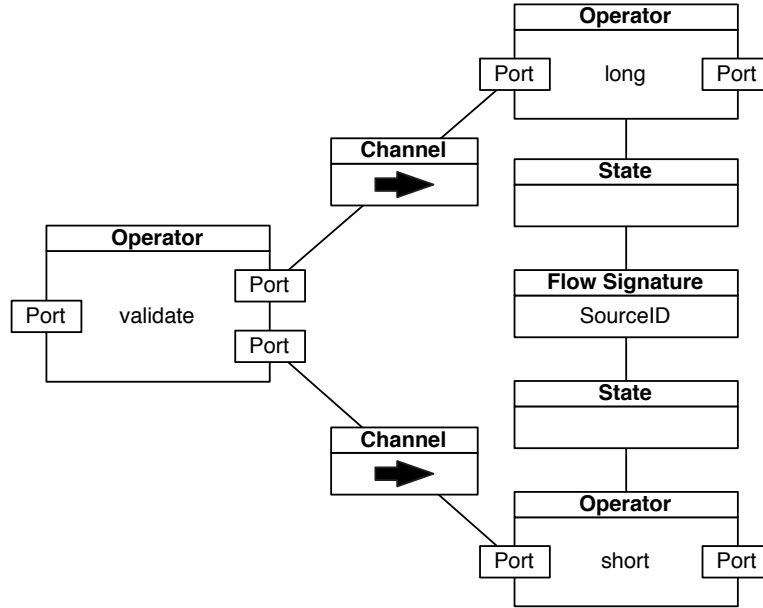 Operator
Port long Port
Channel
State
Operator
Port
Flow Signature
Port validate
SourceID
Port
State
Channel
Operator
Port short Port